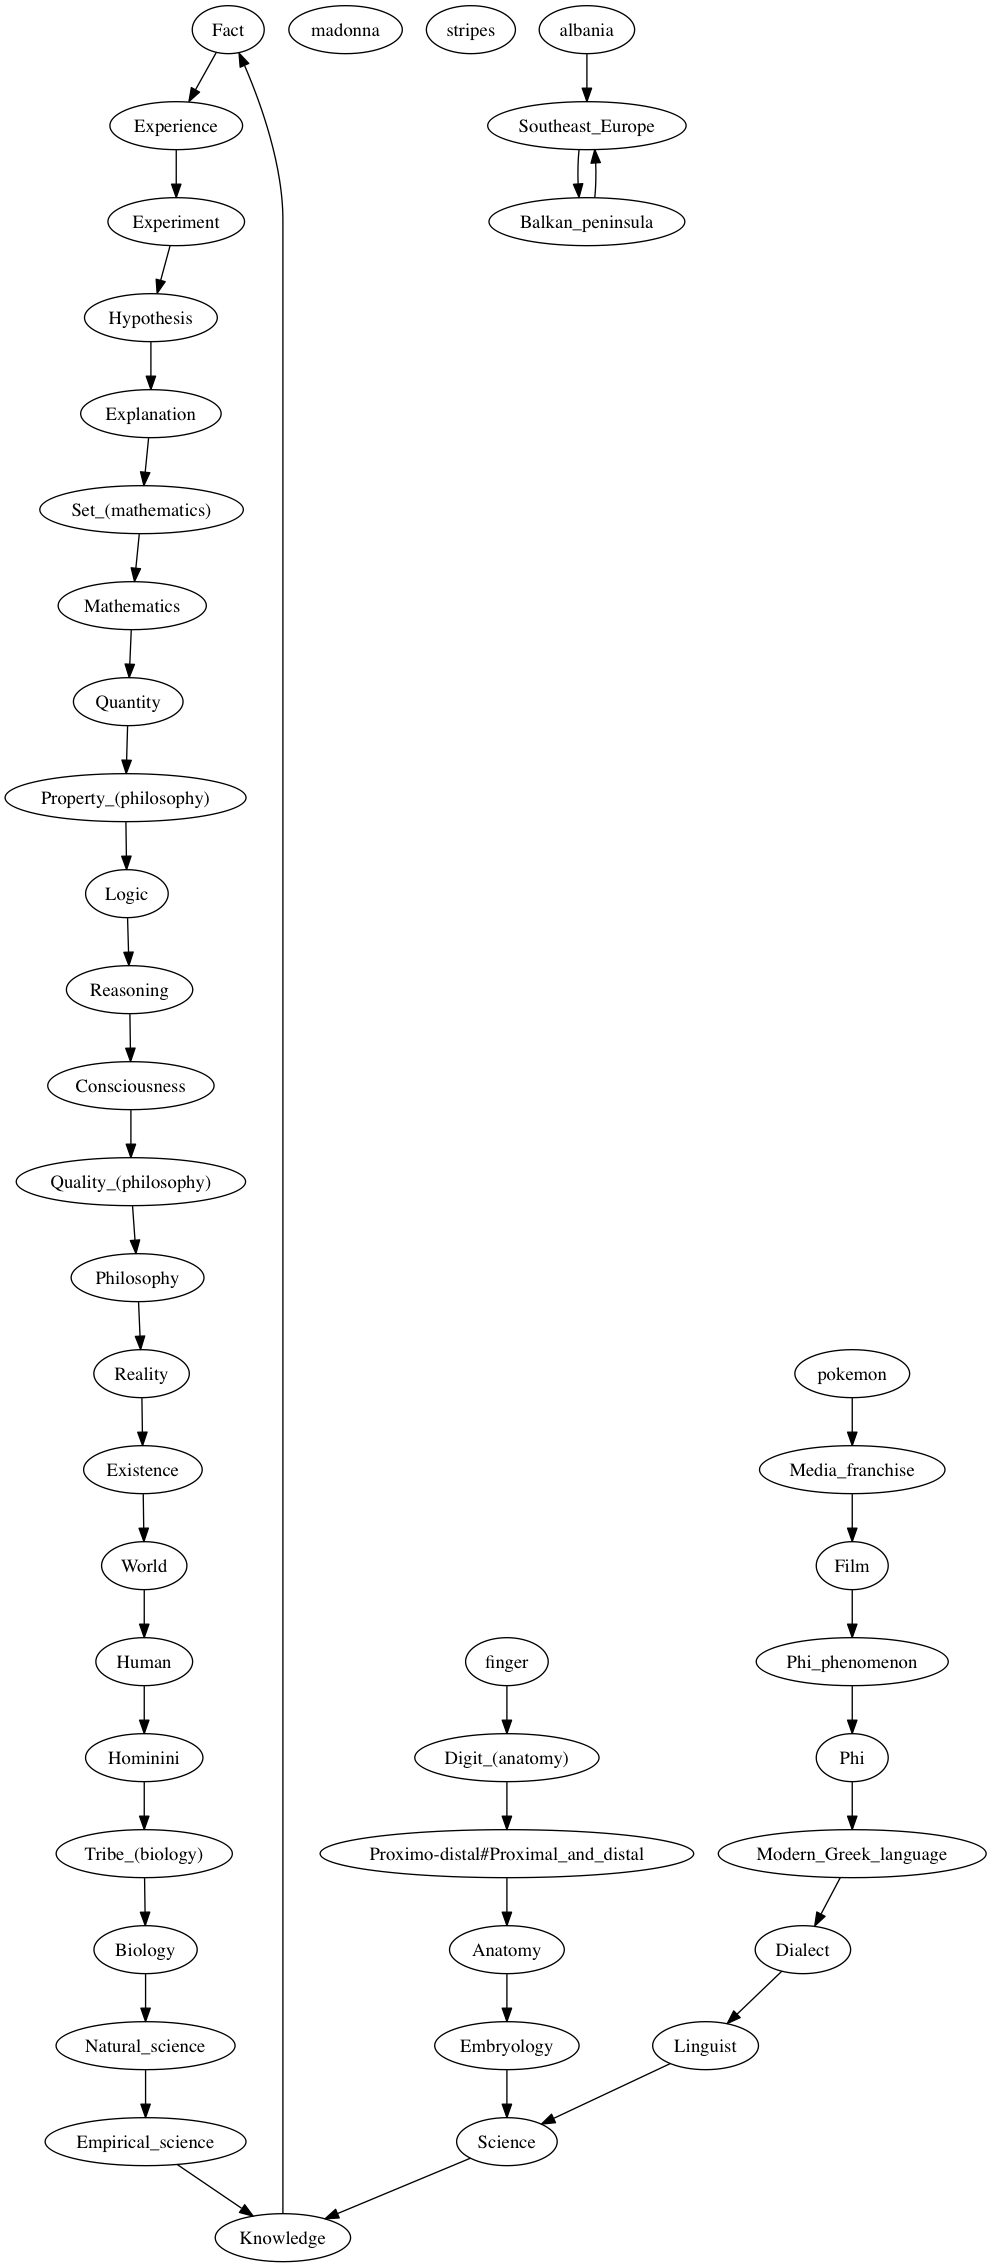 Fact
madonna
stripes
albania
Experience
Southeast_Europe
Experiment
Balkan_peninsula
Hypothesis
Explanation
Set_(mathematics)
Mathematics
Quantity
Property_(philosophy)
Logic
Reasoning
Consciousness
Quality_(philosophy)
Philosophy
Reality
pokemon
Existence
Media_franchise
World
Film
Human
finger
Phi_phenomenon
Hominini
Digit_(anatomy)
Phi
Tribe_(biology)
Proximo-distal#Proximal_and_distal
Modern_Greek_language
Biology
Anatomy
Dialect
Natural_science
Embryology
Linguist
Empirical_science
Science
Knowledge